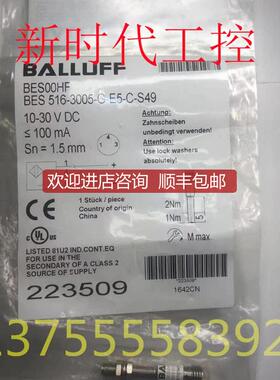 新时代工控
BALLUFF
BES00HF
BES 516-3005-G-E5-C-S49
10-30 V DC
≤ 100 mA
Sn = 1.5 mm
Achtung:
Zahnscheiben
unbedingt verwenden!
Attention:
Use lock washers
absolutely!
欢迎进店咨询 顺丰包邮
1 Stück / piece
Country of origin
China
2Nm
1Nm
M max.
LISTED 81U2 IND.CONT.EQ
FOR USE IN THE
SECONDARY OF A CLASS 2
SOURCE OF SUPPLY
223509
*223509*
1642CN
13755558392